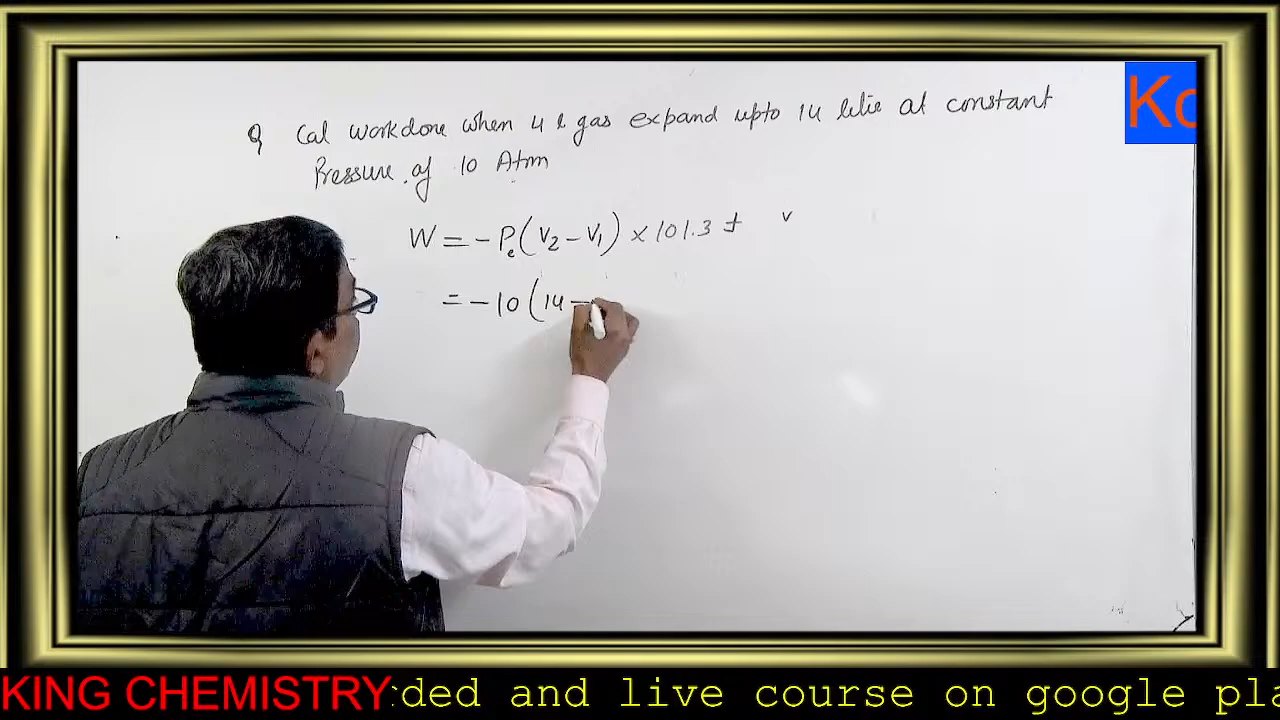 Q Cal workdone when 4 l gas expand upto 14 litre at constant
Pressure of 10 Atm
W = - Pe (V2 - V1) × 101.3 J
= - 10 (14 -
Kc
KING CHEMISTRY ded and live course on google pla